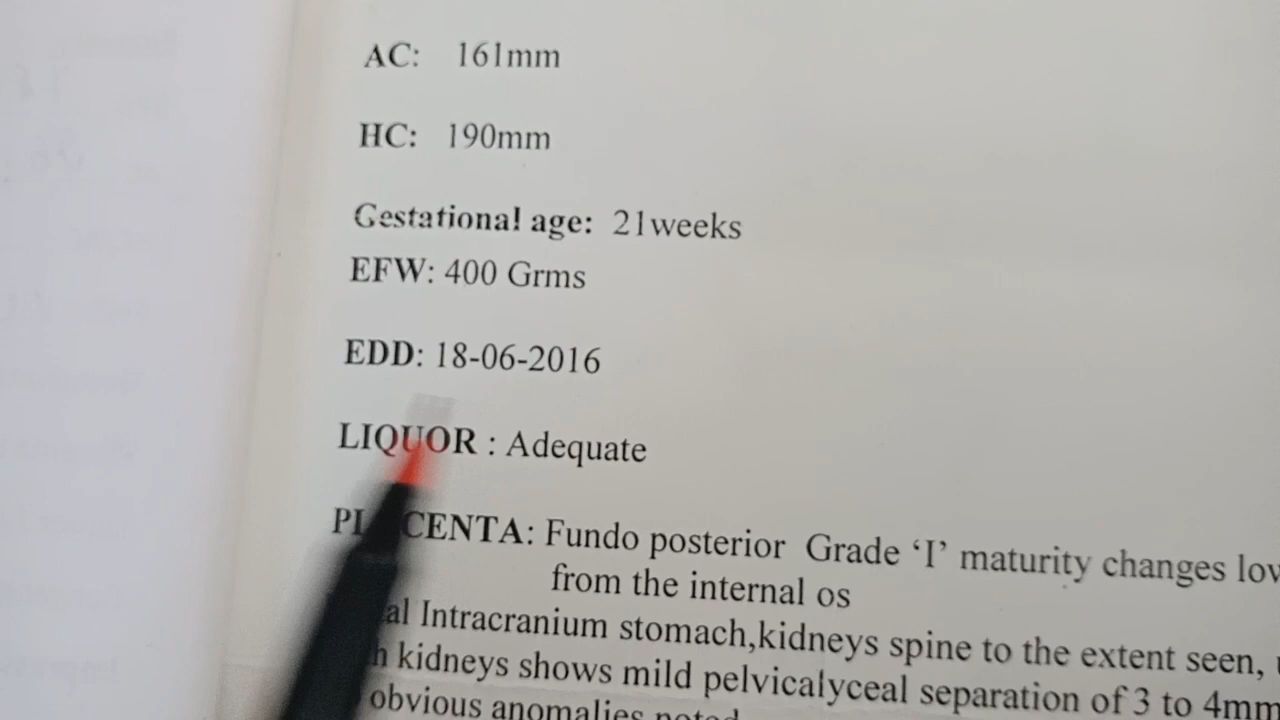 AC: 161mm
HC: 190mm
Gestational age: 21weeks
EFW: 400 Grms
EDD: 18-06-2016
LIQUOR : Adequate
PLACENTA: Fundo posterior Grade ‘I’ maturity changes
from the internal os
Intracranium stomach,kidneys spine to the extent seen,
kidneys shows mild pelvicalyceal separation of 3 to 4mm
obvious anomalies noted